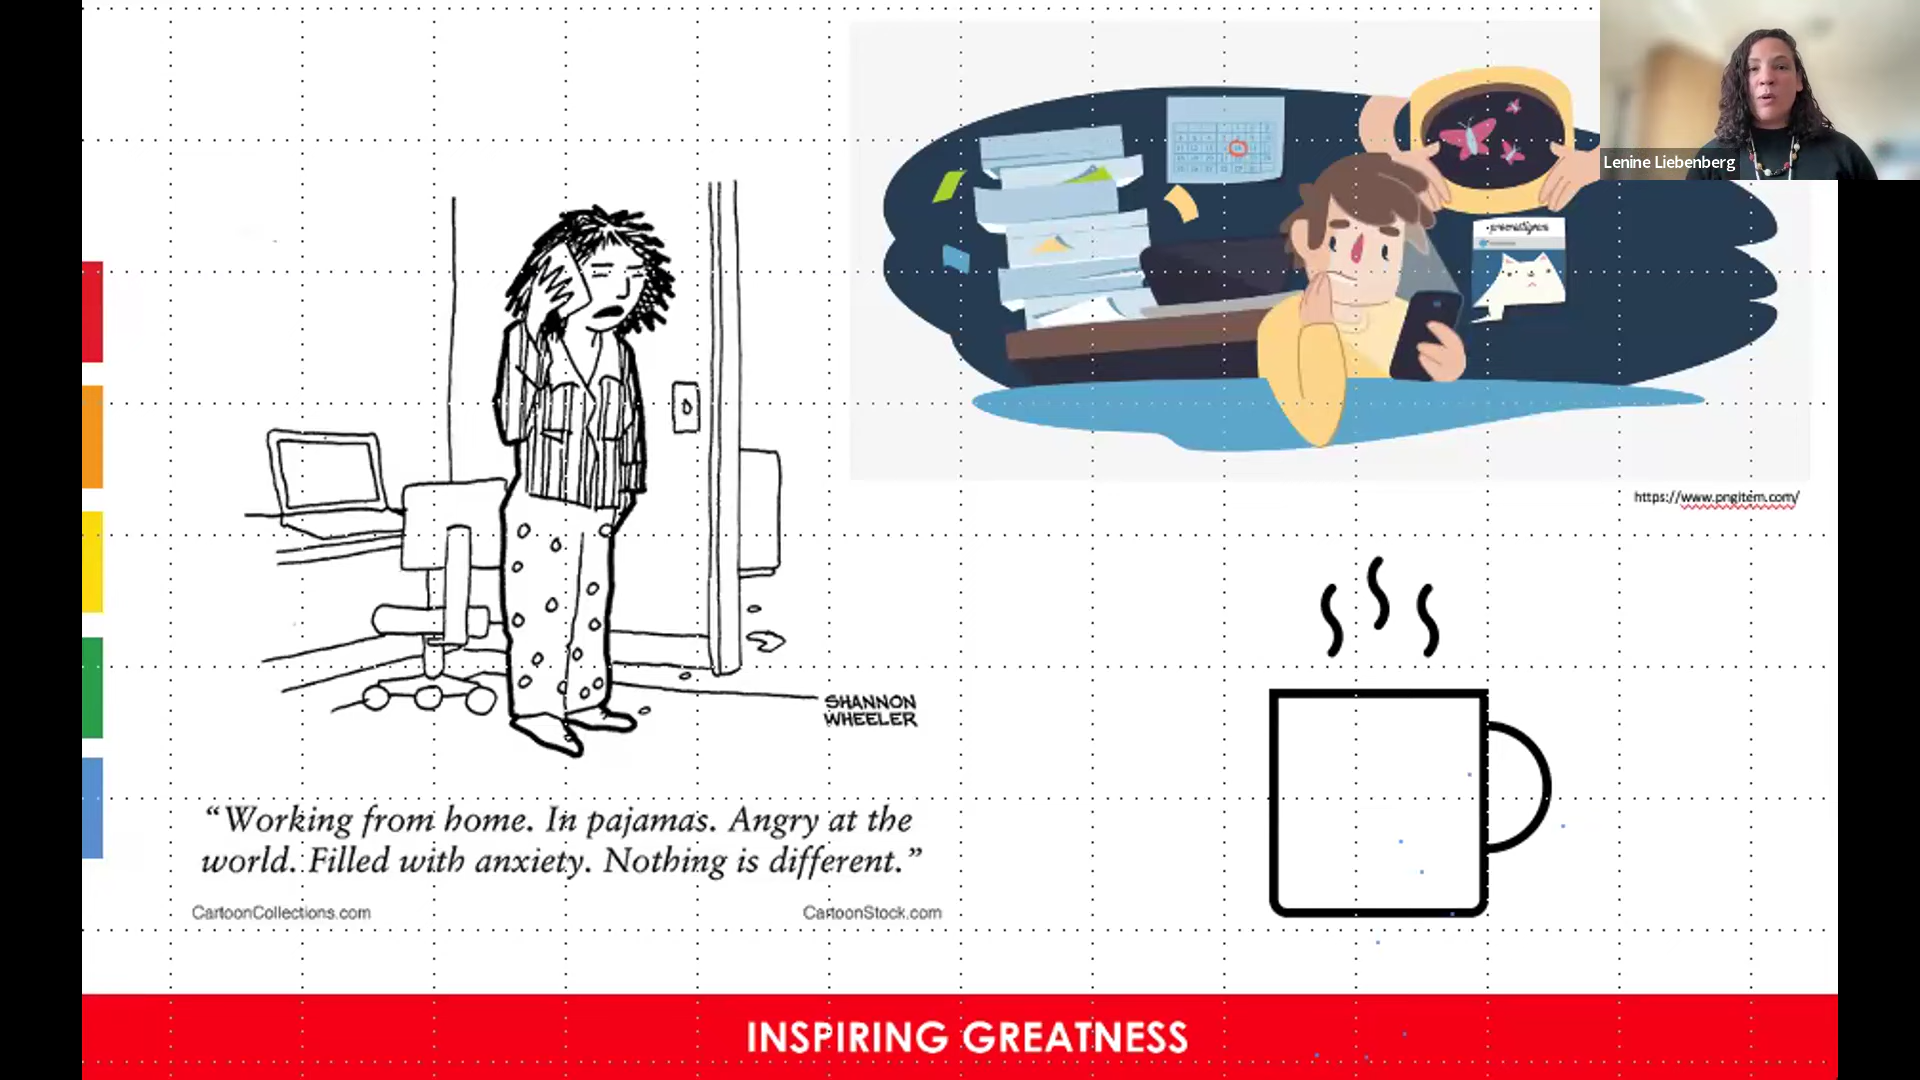 Lenine Liebenberg
https://www.pngitem.com/
SHANNON
WHEELER
“Working from home. In pajamas. Angry at the
world. Filled with anxiety. Nothing is different.”
CartoonCollections.com
CartoonStock.com
INSPIRING GREATNESS